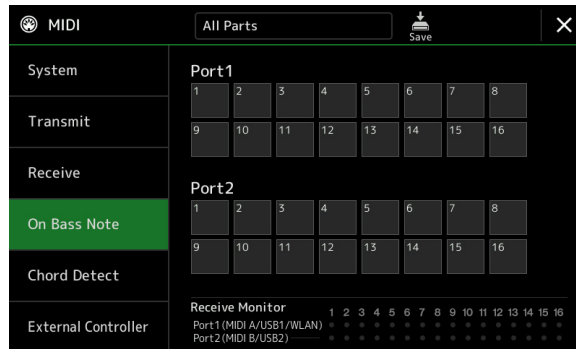 MIDI
All Parts
Save
System
Transmit
Receive
On Bass Note
Chord Detect
External Controller
Port1
1 2 3 4 5 6 7 8
9 10 11 12 13 14 15 16
Port2
1 2 3 4 5 6 7 8
9 10 11 12 13 14 15 16
Receive Monitor 1 2 3 4 5 6 7 8 9 10 11 12 13 14 15 16
Port1(MIDI A/USB1/WLAN)
Port2(MIDI B/USB2)